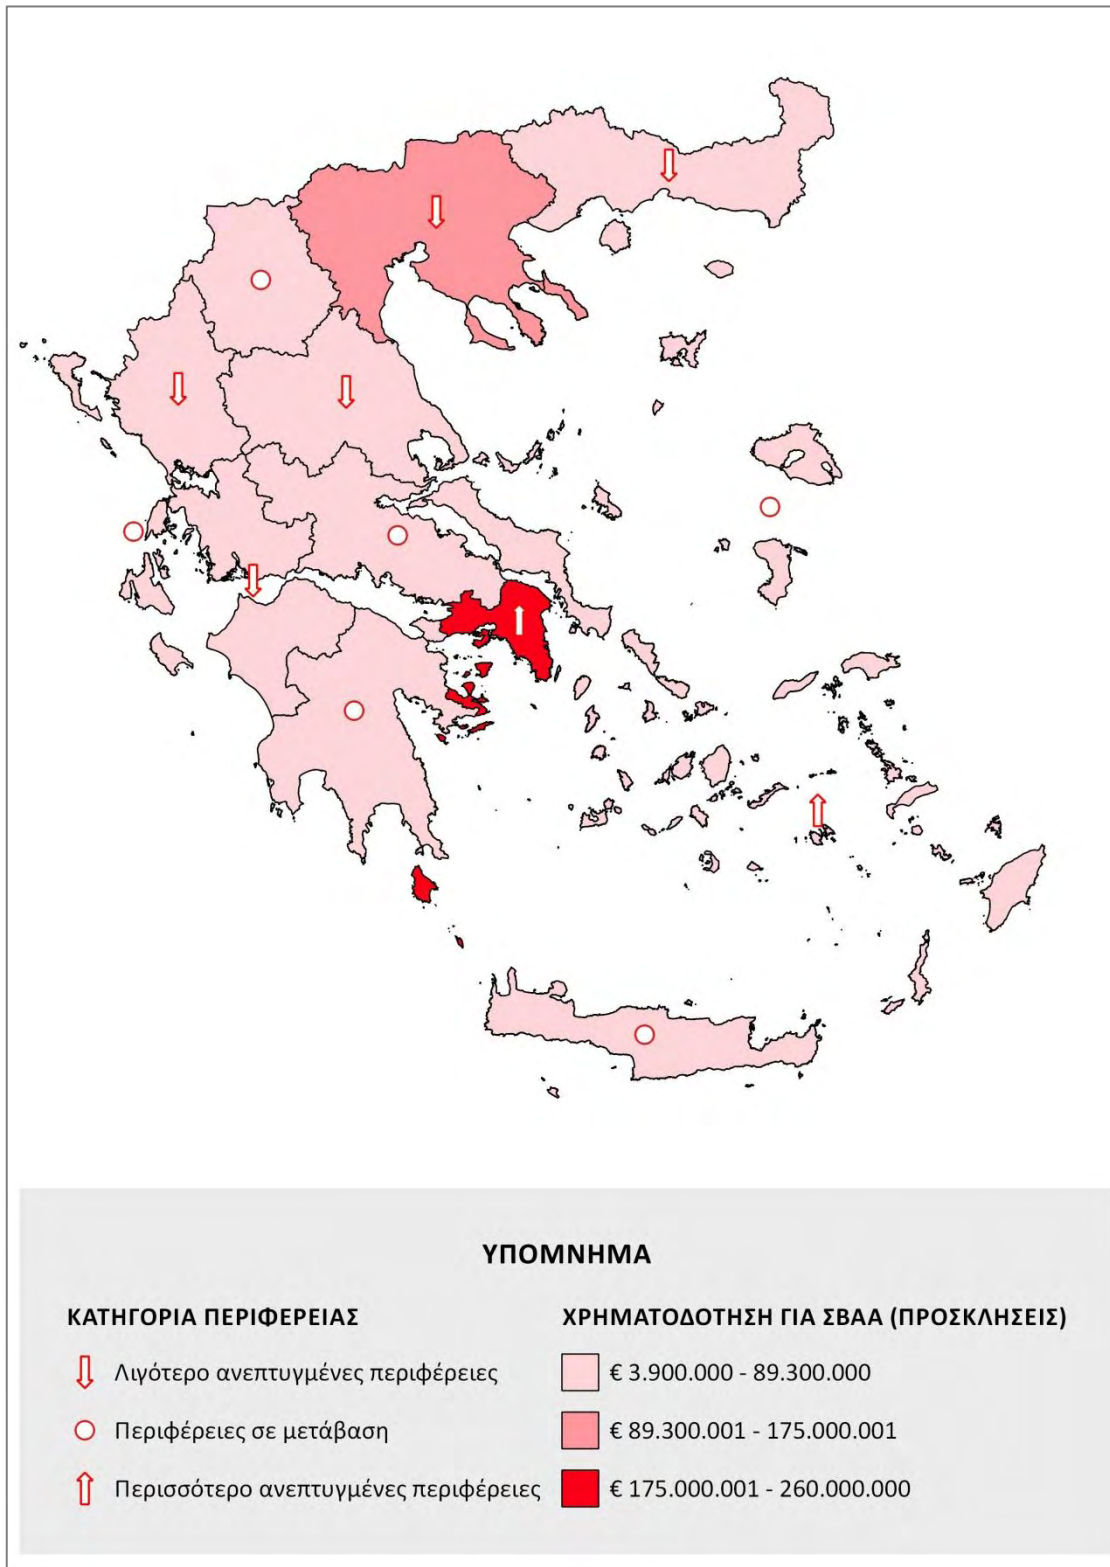 ΥΠΟΜΝΗΜΑ
ΚΑΤΗΓΟΡΙΑ ΠΕΡΙΦΕΡΕΙΑΣ
Λιγότερο ανεπτυγμένες περιφέρειες
Περιφέρειες σε μετάβαση
Περισσότερο ανεπτυγμένες περιφέρειες
ΧΡΗΜΑΤΟΔΟΤΗΣΗ ΓΙΑ ΣΒΑΑ (ΠΡΟΣΚΛΗΣΕΙΣ)
€ 3.900.000 - 89.300.000
€ 89.300.001 - 175.000.001
€ 175.000.001 - 260.000.000